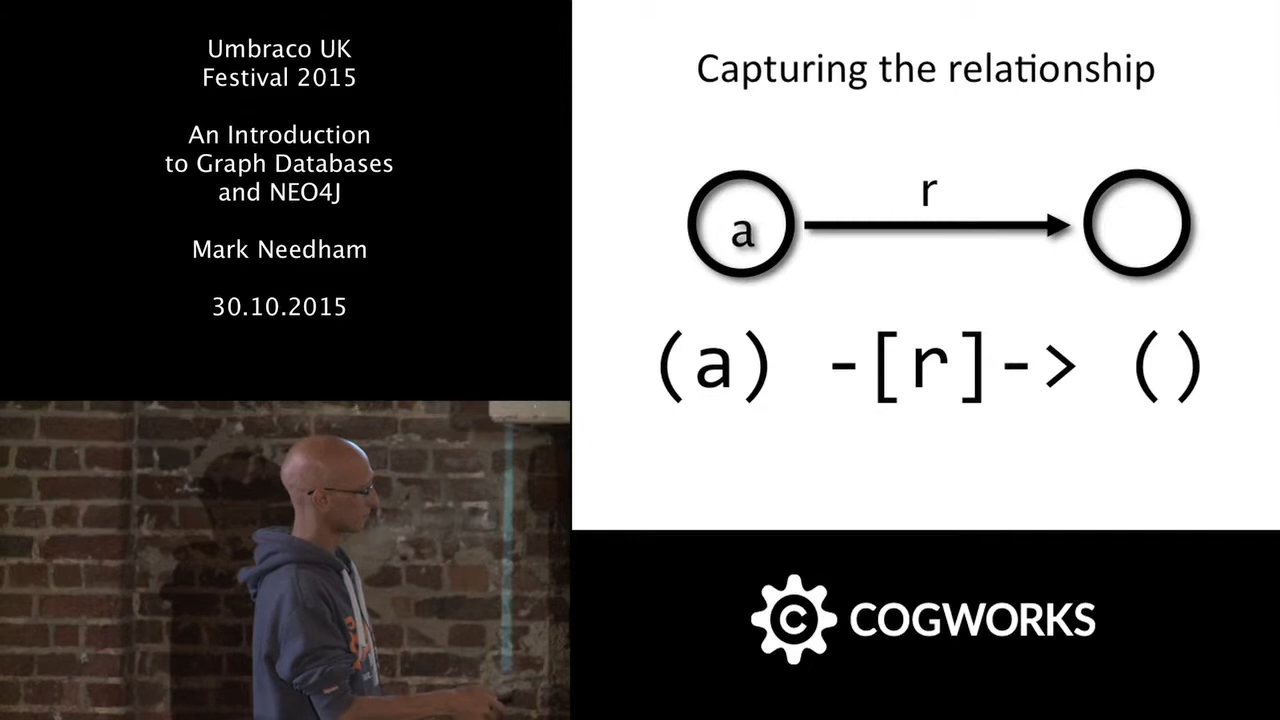 Umbraco UK
Festival 2015
An Introduction
to Graph Databases
and NEO4J
Mark Needham
30.10.2015
Capturing the relationship
r
a
(a) -[r]-> ()
C COGWORKS